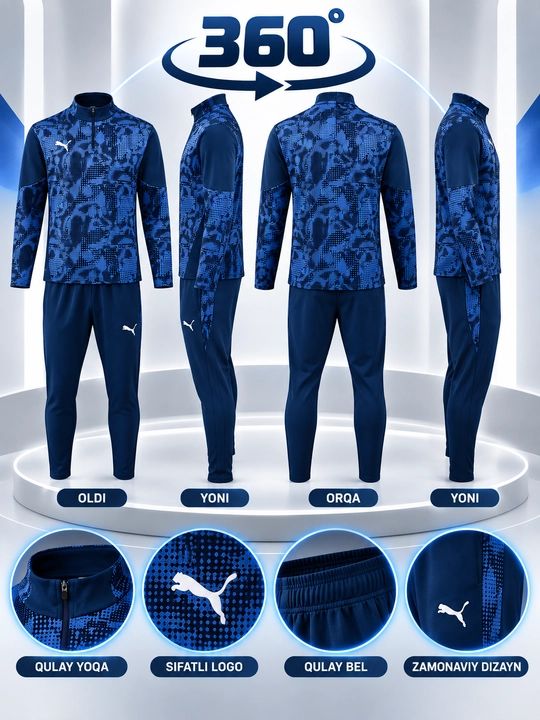 360°
OLDI
YONI
ORQA
YONI
QULAY YOQA
SIFATLI LOGO
QULAY BEL
ZAMONAVIY DIZAYN